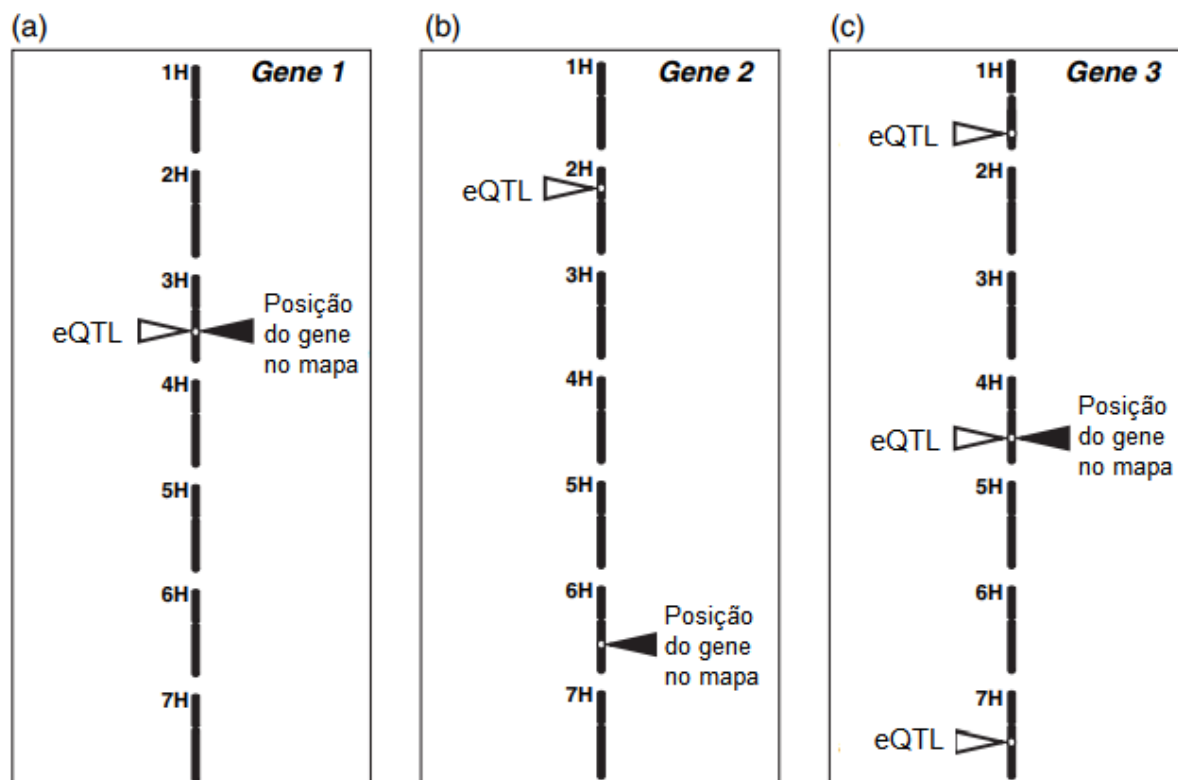 (a)
Gene 1
1H
2H
3H
eQTL
Posição
do gene
no mapa
4H
5H
6H
7H
(b)
Gene 2
1H
2H
eQTL
3H
4H
5H
6H
Posição
do gene
no mapa
7H
(c)
Gene 3
1H
eQTL
2H
3H
4H
eQTL
Posição
do gene
no mapa
5H
6H
7H
eQTL